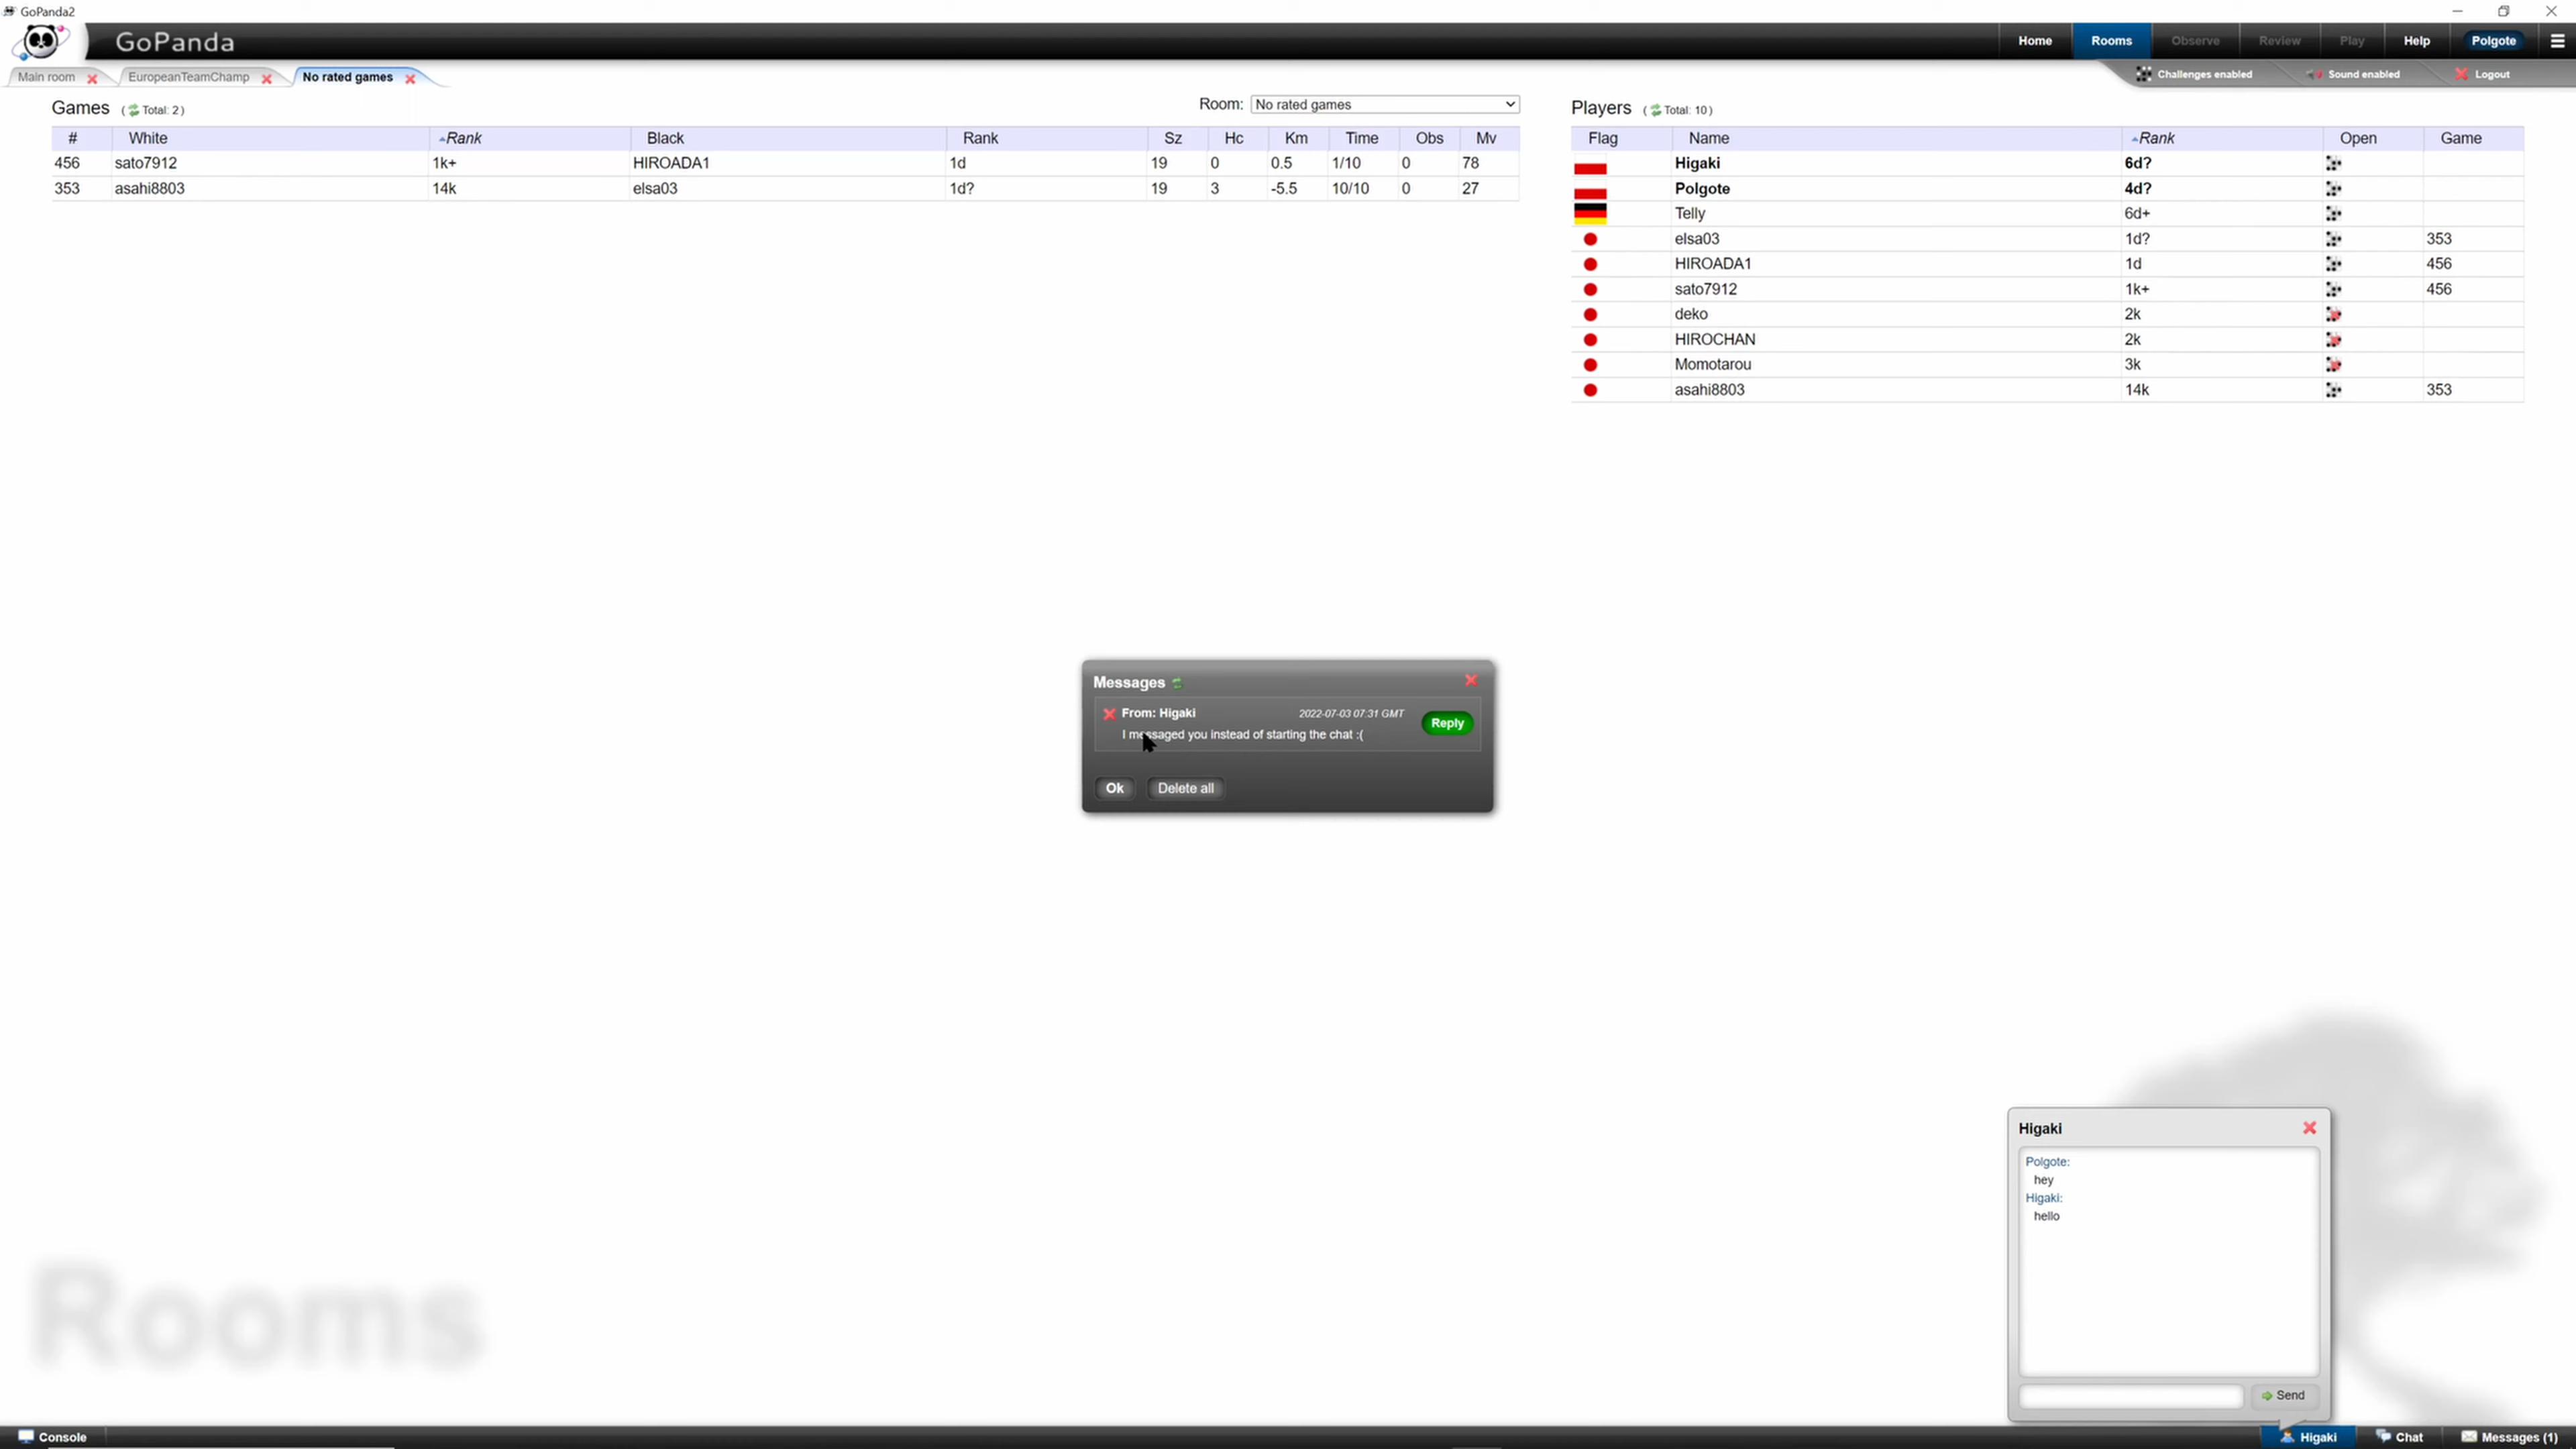 GoPanda2
GoPanda
Home Rooms Observe Review Play Help Polgote
Main room EuropeanTeamChamp No rated games
Challenges enabled Sound enabled Logout
Games ( Total: 2 ) Room: No rated games
# White Rank Black Rank Sz Hc Km Time Obs Mv
456 sato7912 1k+ HIROADA1 1d 19 0 0.5 1/10 0 78
353 asahi8803 14k elsa03 1d? 19 3 -5.5 10/10 0 27
Players ( Total: 10 )
Flag Name Rank Open Game
Higaki 6d?
Polgote 4d?
Telly 6d+
elsa03 1d? 353
HIROADA1 1d 456
sato7912 1k+ 456
deko 2k
HIROCHAN 2k
Momotarou 3k
asahi8803 14k 353
Messages
From: Higaki 2022-07-03 07:31 GMT Reply
I messaged you instead of starting the chat :(
Ok Delete all
Higaki
Polgote:
hey
Higaki:
hello
Send
Rooms
Console Higaki Chat Messages (1)